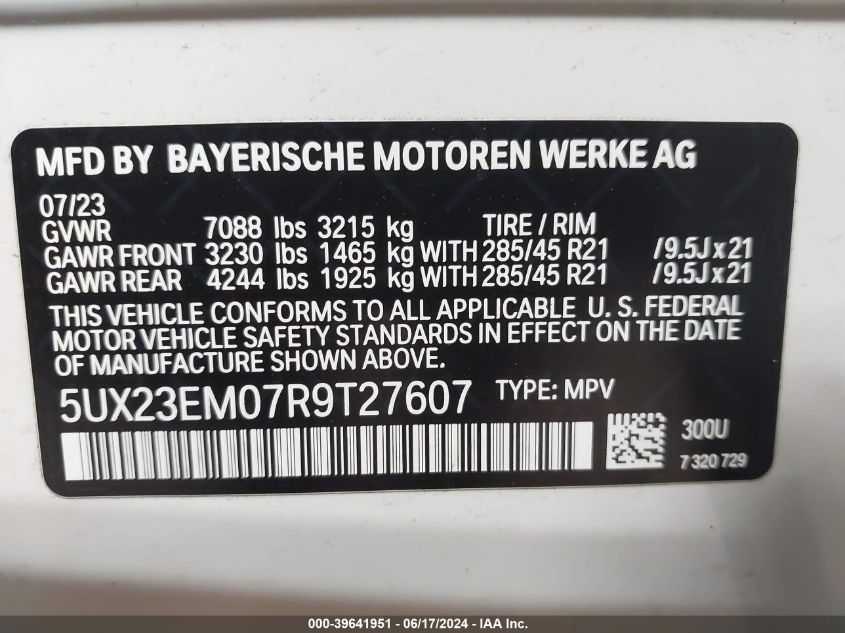 MFD BY BAYERISCHE MOTOREN WERKE AG
07/23
GVWR 7088 lbs 3215 kg TIRE / RIM
GAWR FRONT 3230 lbs 1465 kg WITH 285/45 R21 /9.5J x 21
GAWR REAR 4244 lbs 1925 kg WITH 285/45 R21 /9.5J x 21
THIS VEHICLE CONFORMS TO ALL APPLICABLE U. S. FEDERAL
MOTOR VEHICLE SAFETY STANDARDS IN EFFECT ON THE DATE
OF MANUFACTURE SHOWN ABOVE.
5UX23EM07R9T27607 TYPE: MPV
300U
7 320 729
000-39641951 - 06/17/2024 - IAA Inc.